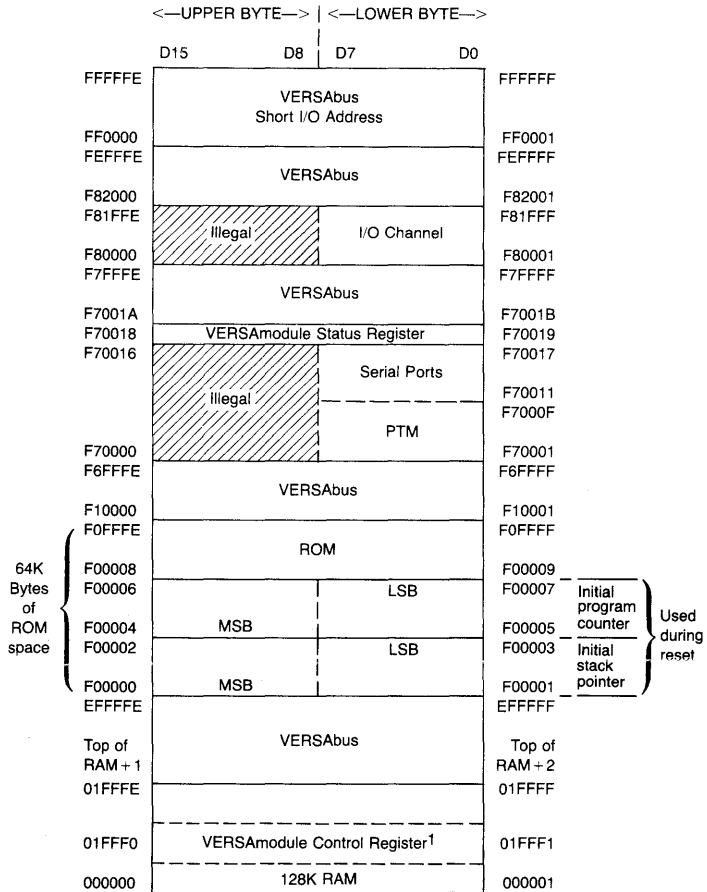 <—UPPER BYTE—> | <—LOWER BYTE—>
D15 D8 D7 D0
FFFFFE FFFFFF
VERSAbus
Short I/O Address
FF0000 FF0001
FEFFFE FEFFFF
VERSAbus
F82000 F82001
F81FFE F81FFF
Illegal I/O Channel
F80000 F80001
F7FFFE F7FFFF
VERSAbus
F7001A F7001B
F70018 VERSAmodule Status Register F70019
F70016 F70017
Serial Ports
F70011
Illegal
F7000F
PTM
F70000 F70001
F6FFFE F6FFFF
VERSAbus
F10000 F10001
F0FFFE F0FFFF
ROM
F00008 F00009
F00006 LSB F00007
F00004 MSB F00005
F00002 LSB F00003
F00000 MSB F00001
64K
Bytes
of
ROM
space
Initial
program
counter
Initial
stack
pointer
Used
during
reset
EFFFFE EFFFFF
VERSAbus
Top of Top of
RAM+1 RAM+2
01FFFE 01FFFF
01FFF0 VERSAmodule Control Register1 01FFF1
000000 128K RAM 000001